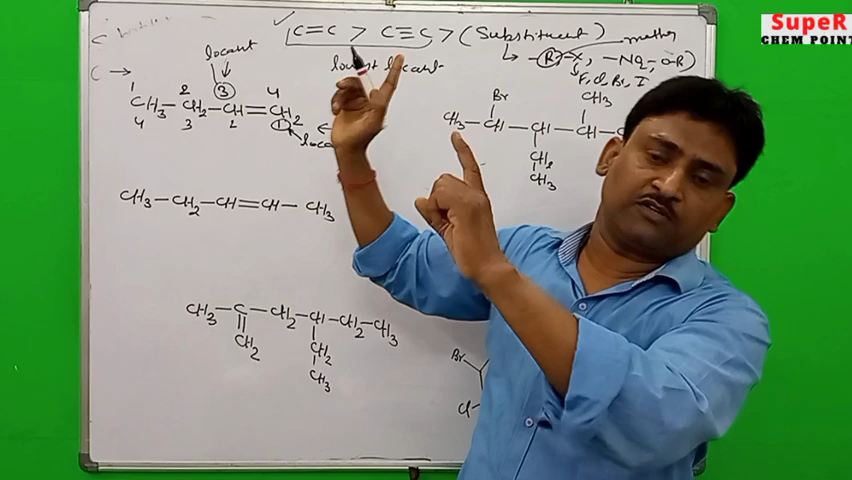 SupeR
CHEM POINT
C=C > C≡C > (Substituent)
locant
lowest locant
-R, -X, -NO2, -OR)
F, Cl, Br, I
1 2 3 4
CH3-CH2-CH=CH2
4 3 2 1
Br CH3
CH3-CH-CH-CH-C
CH2
CH3
CH3-CH2-CH=CH-CH3
CH3-C-CH2-CH-CH2-CH3
CH2 CH2
CH3
Br
Cl